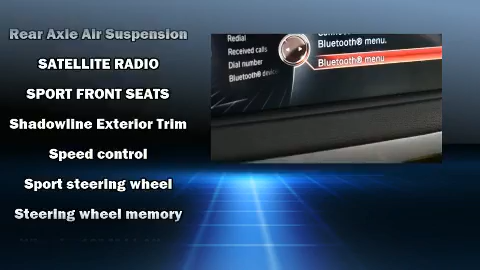 Rear Axle Air Suspension
SATELLITE RADIO
SPORT FRONT SEATS
Shadowline Exterior Trim
Speed control
Sport steering wheel
Steering wheel memory
Redial
Received calls
Dial number
Bluetooth®
Bluetooth® menu.
Bluetooth® menu